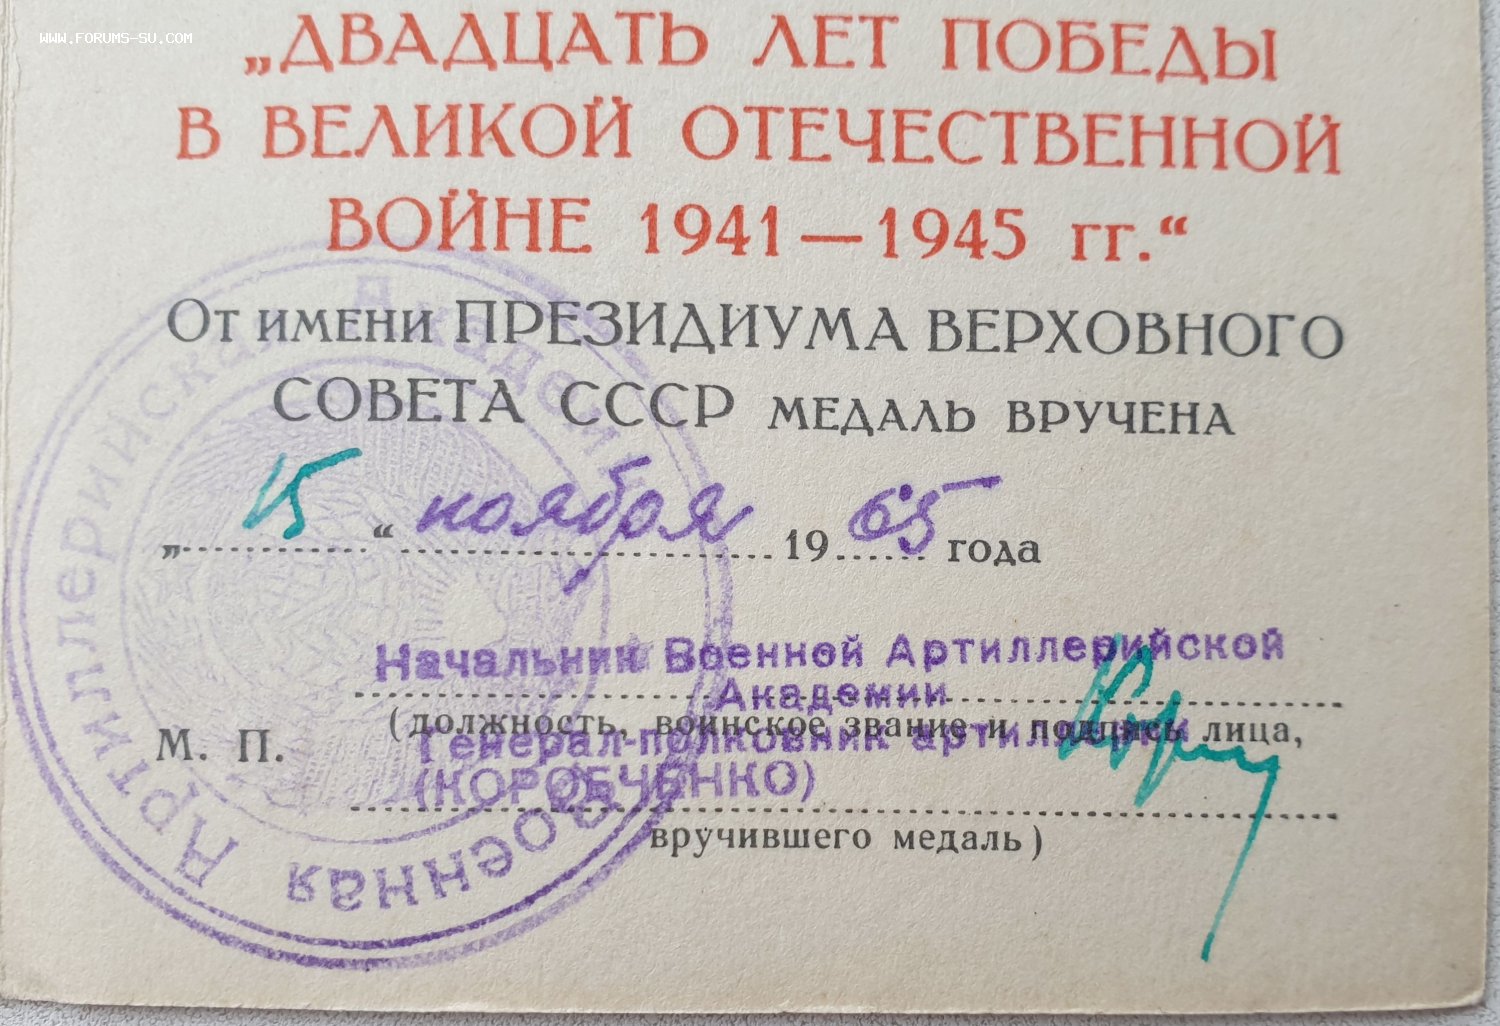 WWW.FORUMS-SU.COM
„ДВАДЦАТЬ ЛЕТ ПОБЕДЫ
В ВЕЛИКОЙ ОТЕЧЕСТВЕННОЙ
ВОЙНЕ 1941—1945 гг.“
От имени ПРЕЗИДИУМА ВЕРХОВНОГО
СОВЕТА СССР МЕДАЛЬ ВРУЧЕНА
„15“ ноября 1965 года
Начальник Военной Артиллерийской
Академии
(должность, воинское звание и подпись лица,
М. П.
Генерал-полковник артиллерии
(КОРОБЧЕНКО)
вручившего медаль)
Военная Артиллерийская Академия